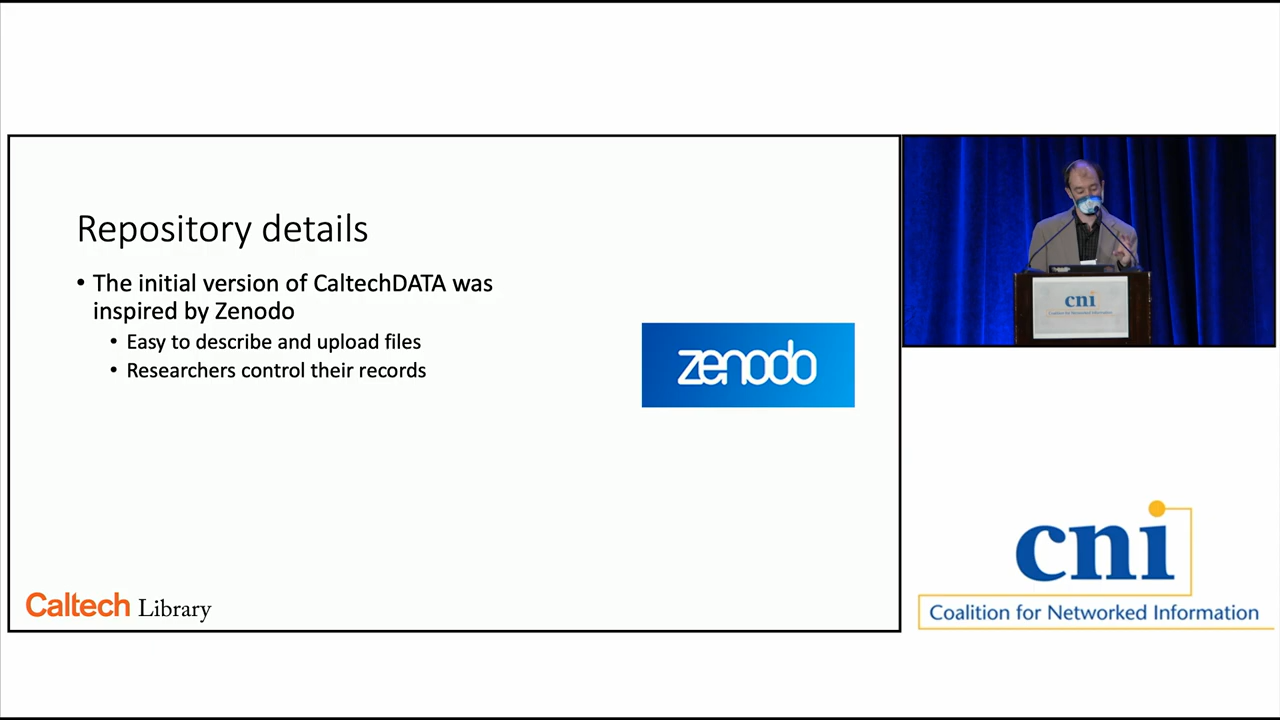 Repository details
• The initial version of CaltechDATA was
inspired by Zenodo
• Easy to describe and upload files
• Researchers control their records
zenodo
Caltech Library
cni
cni
Coalition for Networked Information